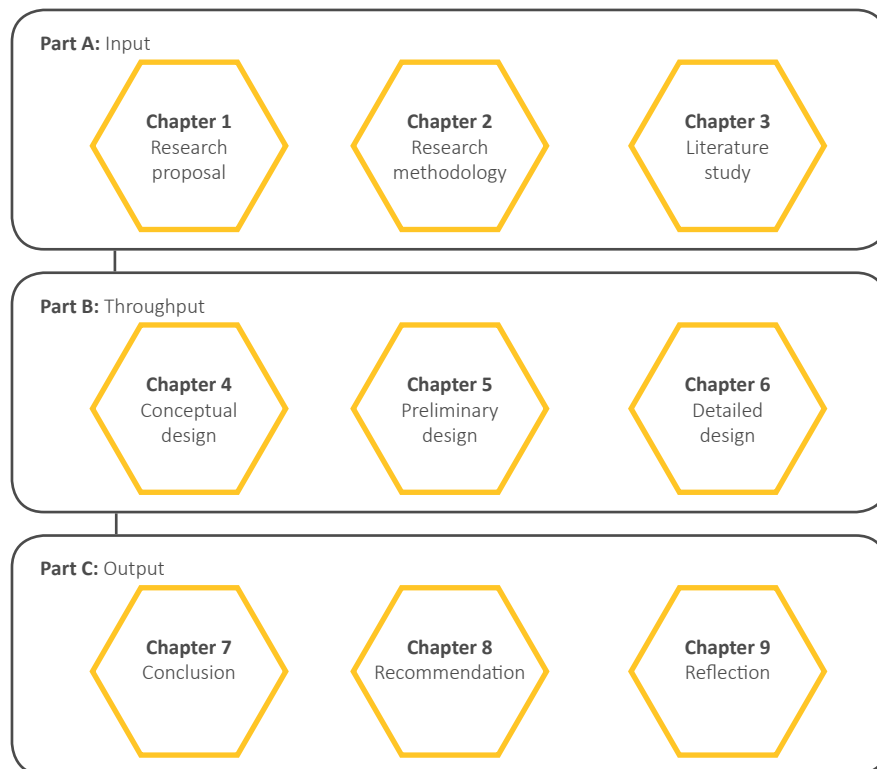 Part A: Input
Chapter 1
Research
proposal
Chapter 2
Research
methodology
Chapter 3
Literature
study
Part B: Throughput
Chapter 4
Conceptual
design
Chapter 5
Preliminary
design
Chapter 6
Detailed
design
Part C: Output
Chapter 7
Conclusion
Chapter 8
Recommendation
Chapter 9
Reflection